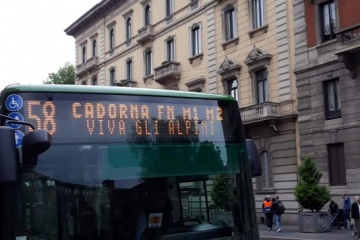 58 CADORNA FN M1 M2
VIVA GLI ALPINI